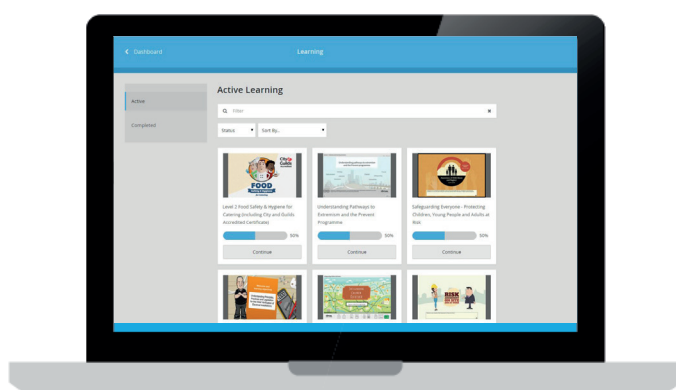 Dashboard
Learning
Active
Completed
Active Learning
Filter
Status
Sort By...
City&
Guilds
FOOD
Level 2 Food Safety & Hygiene for
Catering (including City and Guilds
Accredited Certificate)
50%
Continue
Understanding Pathways to
Extremism and the Prevent
Programme
50%
Continue
Safeguarding Everyone - Protecting
Children, Young People and Adults at
Risk
50%
Continue
RISK